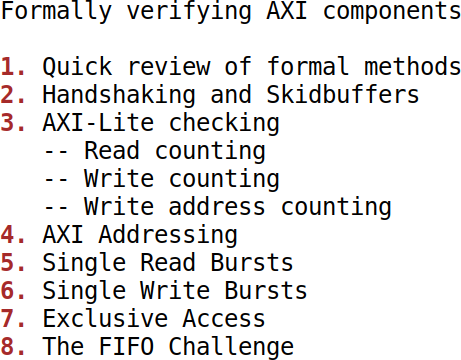 Formally verifying AXI components
1. Quick review of formal methods
2. Handshaking and Skidbuffers
3. AXI-Lite checking
-- Read counting
-- Write counting
-- Write address counting
4. AXI Addressing
5. Single Read Bursts
6. Single Write Bursts
7. Exclusive Access
8. The FIFO Challenge